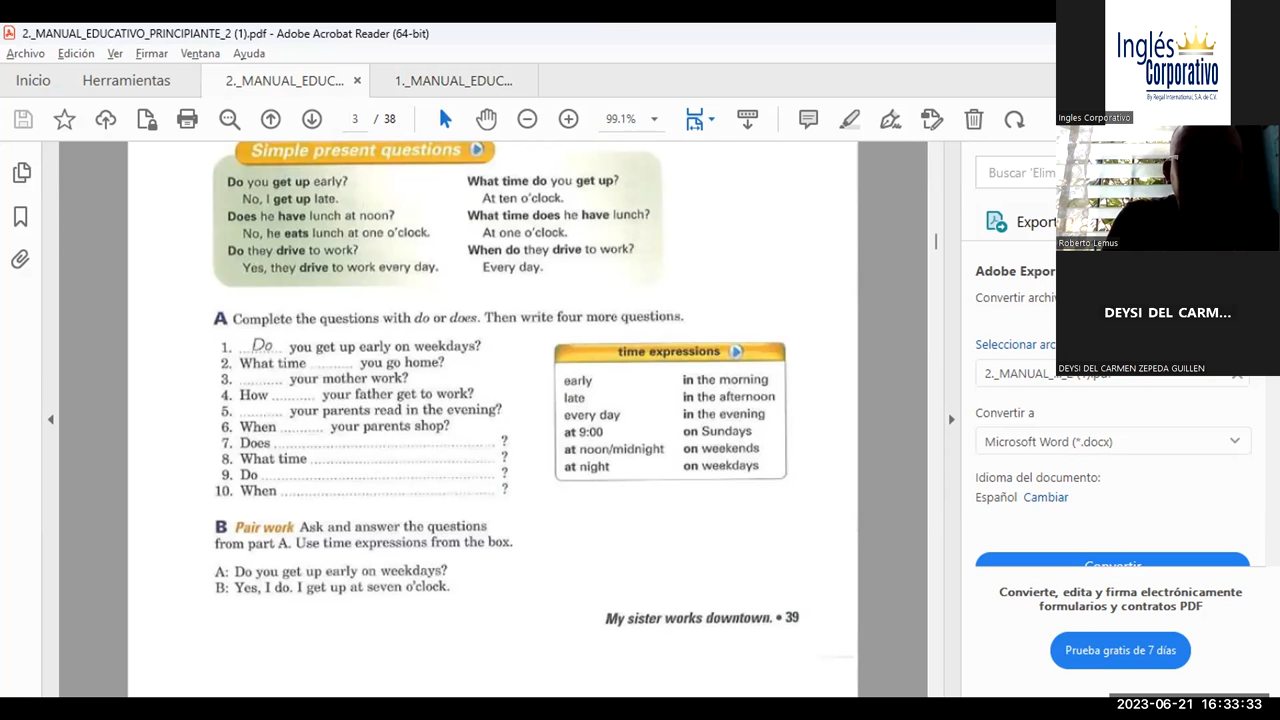 2._MANUAL_EDUCATIVO_PRINCIPIANTE_2 (1).pdf - Adobe Acrobat Reader (64-bit)
Archivo Edición Ver Firmar Ventana Ayuda
Inicio Herramientas 2._MANUAL_EDUC... × 1._MANUAL_EDUC...
3 / 38 99.1%
Simple present questions
Do you get up early?
No, I get up late.
Does he have lunch at noon?
No, he eats lunch at one o'clock.
Do they drive to work?
Yes, they drive to work every day.
What time do you get up?
At ten o'clock.
What time does he have lunch?
At one o'clock.
When do they drive to work?
Every day.
A Complete the questions with do or does. Then write four more questions.
1. Do you get up early on weekdays?
2. What time ........ you go home?
3. ........ your mother work?
4. How ........ your father get to work?
5. ........ your parents read in the evening?
6. When ........ your parents shop?
7. Does ........ ?
8. What time ........ ?
9. Do ........ ?
10. When ........ ?
time expressions
early in the morning
late in the afternoon
every day in the evening
at 9:00 on Sundays
at noon/midnight on weekends
at night on weekdays
B Pair work Ask and answer the questions
from part A. Use time expressions from the box.
A: Do you get up early on weekdays?
B: Yes, I do. I get up at seven o'clock.
My sister works downtown. • 39
Buscar 'Elim
Export
Adobe Expor
Convertir archiv
Seleccionar arc
2._MANUAL_
Convertir a
Microsoft Word (*.docx)
Idioma del documento:
Español Cambiar
Convertir
Convierte, edita y firma electrónicamente
formularios y contratos PDF
Prueba gratis de 7 días
Inglés
Corporativo
By Regal International, S.A. de C.V.
Ingles Corporativo
Roberto Lemus
DEYSI DEL CARM...
DEYSI DEL CARMEN ZEPEDA GUILLEN
2023-06-21 16:33:33